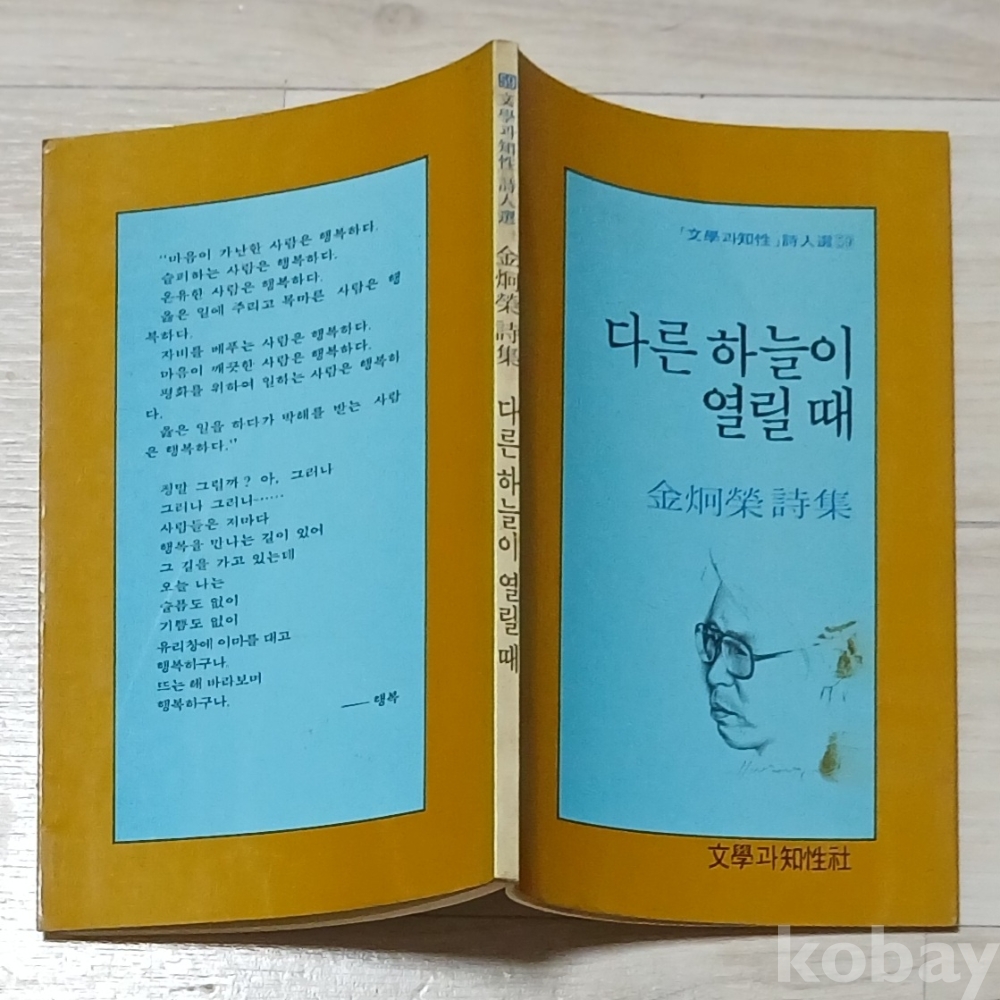 "마음이 가난한 사람은 행복하다.
슬퍼하는 사람은 행복하다.
온유한 사람은 행복하다.
옳은 일에 주리고 목마른 사람은 행
복하다.
자비를 베푸는 사람은 행복하다.
마음이 깨끗한 사람은 행복하다.
평화를 위하여 일하는 사람은 행복하
다.
옳은 일을 하다가 박해를 받는 사람
은 행복하다."
정말 그럴까? 아, 그러나
그러나 그러나……
사람들은 저마다
행복을 만나는 길이 있어
그 길을 가고 있는데
오늘 나는
슬픔도 없이
기쁨도 없이
유리창에 이마를 대고
행복하구나.
뜨는 해 바라보며
행복하구나.
——행복
59 文學과知性 詩人選 金炯榮 詩集 다른 하늘이 열릴 때
「文學과知性」詩人選 59
다른 하늘이
열릴 때
金炯榮 詩集
文學과知性社
kobay